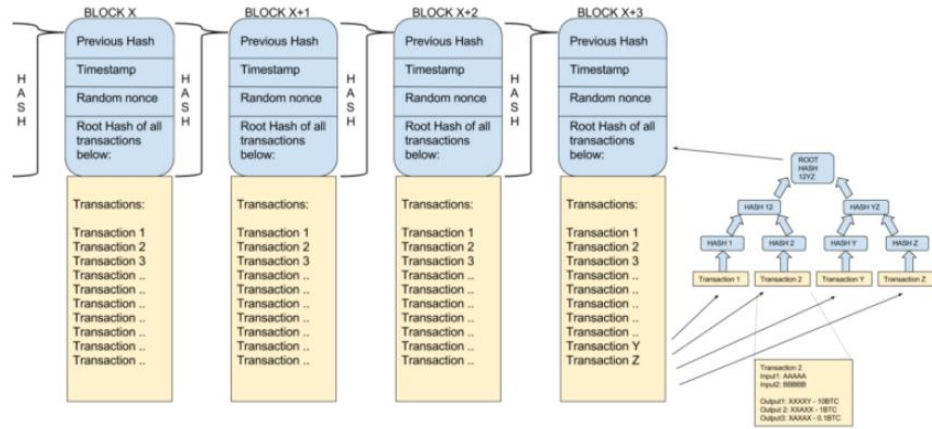 BLOCK X
BLOCK X+1
BLOCK X+2
BLOCK X+3
HASH
Previous Hash
Timestamp
Random nonce
Root Hash of all
transactions
below:
HASH
Previous Hash
Timestamp
Random nonce
Root Hash of all
transactions
below:
HASH
Previous Hash
Timestamp
Random nonce
Root Hash of all
transactions
below:
HASH
Previous Hash
Timestamp
Random nonce
Root Hash of all
transactions
below:
Transactions:
Transaction 1
Transaction 2
Transaction 3
Transaction ..
Transaction ..
Transaction ..
Transaction ..
Transaction ..
Transaction ..
Transaction ..
Transactions:
Transaction 1
Transaction 2
Transaction 3
Transaction ..
Transaction ..
Transaction ..
Transaction ..
Transaction ..
Transaction ..
Transaction ..
Transactions:
Transaction 1
Transaction 2
Transaction 3
Transaction ..
Transaction ..
Transaction ..
Transaction ..
Transaction ..
Transaction ..
Transaction ..
Transactions:
Transaction 1
Transaction 2
Transaction 3
Transaction ..
Transaction ..
Transaction ..
Transaction ..
Transaction ..
Transaction Y
Transaction Z
ROOT
HASH
12YZ
HASH 12
HASH YZ
HASH 1
HASH 2
HASH Y
HASH Z
Transaction 1
Transaction 2
Transaction Y
Transaction Z
Transaction 2
Input1: AAAAA
Input2: BBBBB
Output1: XXXXY - 10BTC
Output 2: XXAXX - 1BTC
Output3: XAXAX - 0.1BTC